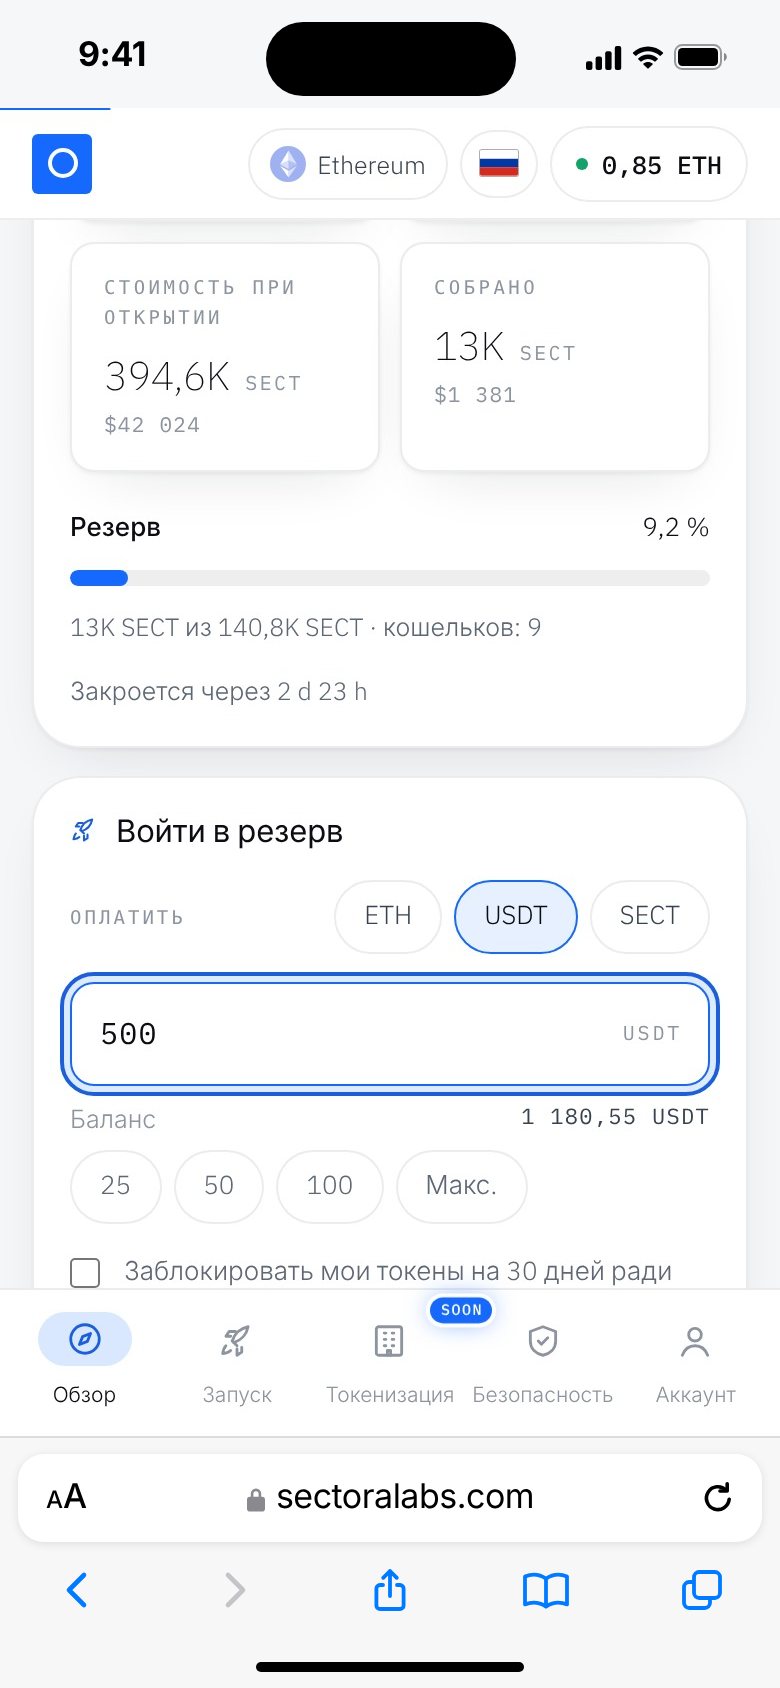 9:41
Ethereum
0,85 ETH
СТОИМОСТЬ ПРИ
ОТКРЫТИИ
394,6K SECT
$42 024
СОБРАНО
13K SECT
$1 381
Резерв
9,2 %
13K SECT из 140,8K SECT · кошельков: 9
Закроется через 2 d 23 h
Войти в резерв
ОПЛАТИТЬ
ETH
USDT
SECT
500
USDT
Баланс
1 180,55 USDT
25
50
100
Макс.
Заблокировать мои токены на 30 дней ради
SOON
Обзор
Запуск
Токенизация
Безопасность
Аккаунт
AA
sectoralabs.com